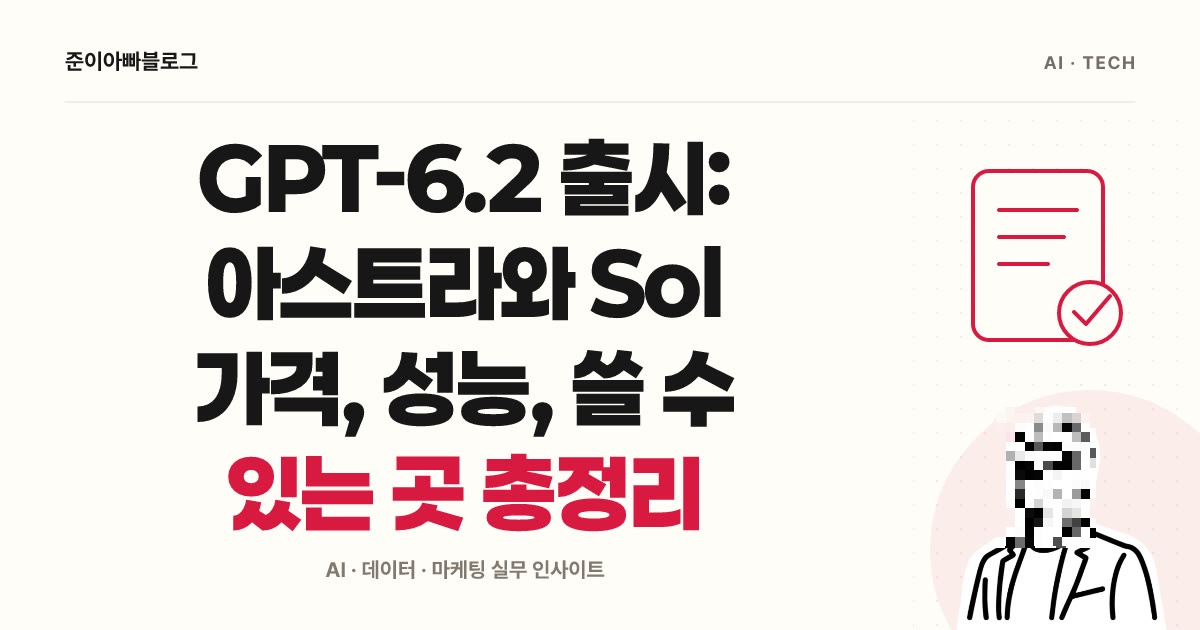 준이아빠블로그
AI · TECH
GPT-6.2 출시:
아스트라와 Sol
가격, 성능, 쓸 수
있는 곳 총정리
AI · 데이터 · 마케팅 실무 인사이트